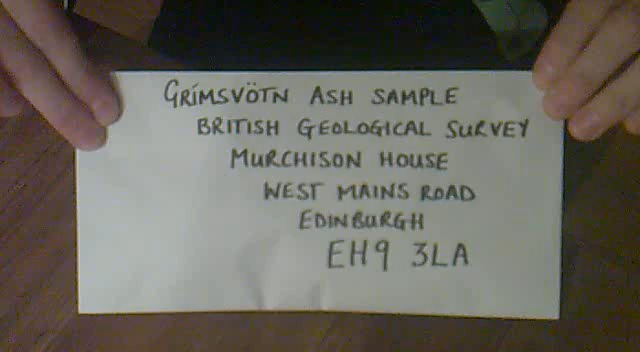 GRÍMSVÖTN ASH SAMPLE
BRITISH GEOLOGICAL SURVEY
MURCHISON HOUSE
WEST MAINS ROAD
EDINBURGH
EH9 3LA